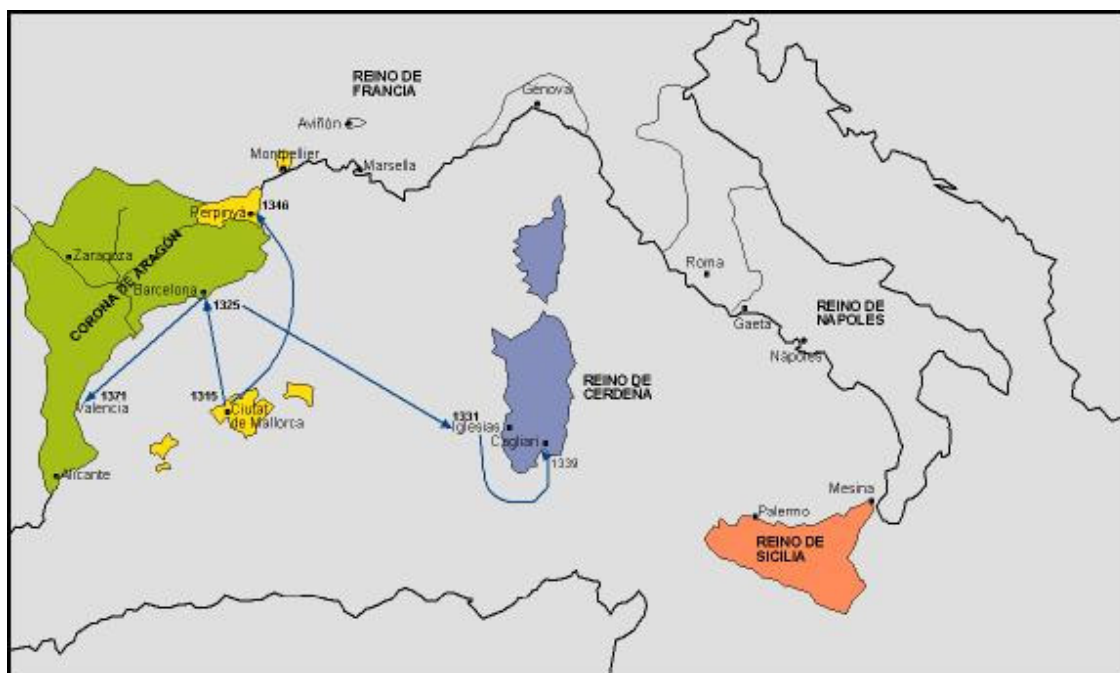 REINO DE
FRANCIA
Génova
Aviñón
Montpellier
Marsella
Perpinyà
1346
Zaragoza
CORONA DE ARAGÓN
Barcelona
1325
Roma
Gaeta
REINO DE
NAPOLES
Nápoles
REINO DE
CERDENA
1371
Valencia
1315
Ciutat
de Mallorca
1331
Iglesias
Cagliari
1339
Alicante
Mesina
Palermo
REINO DE
SICILIA